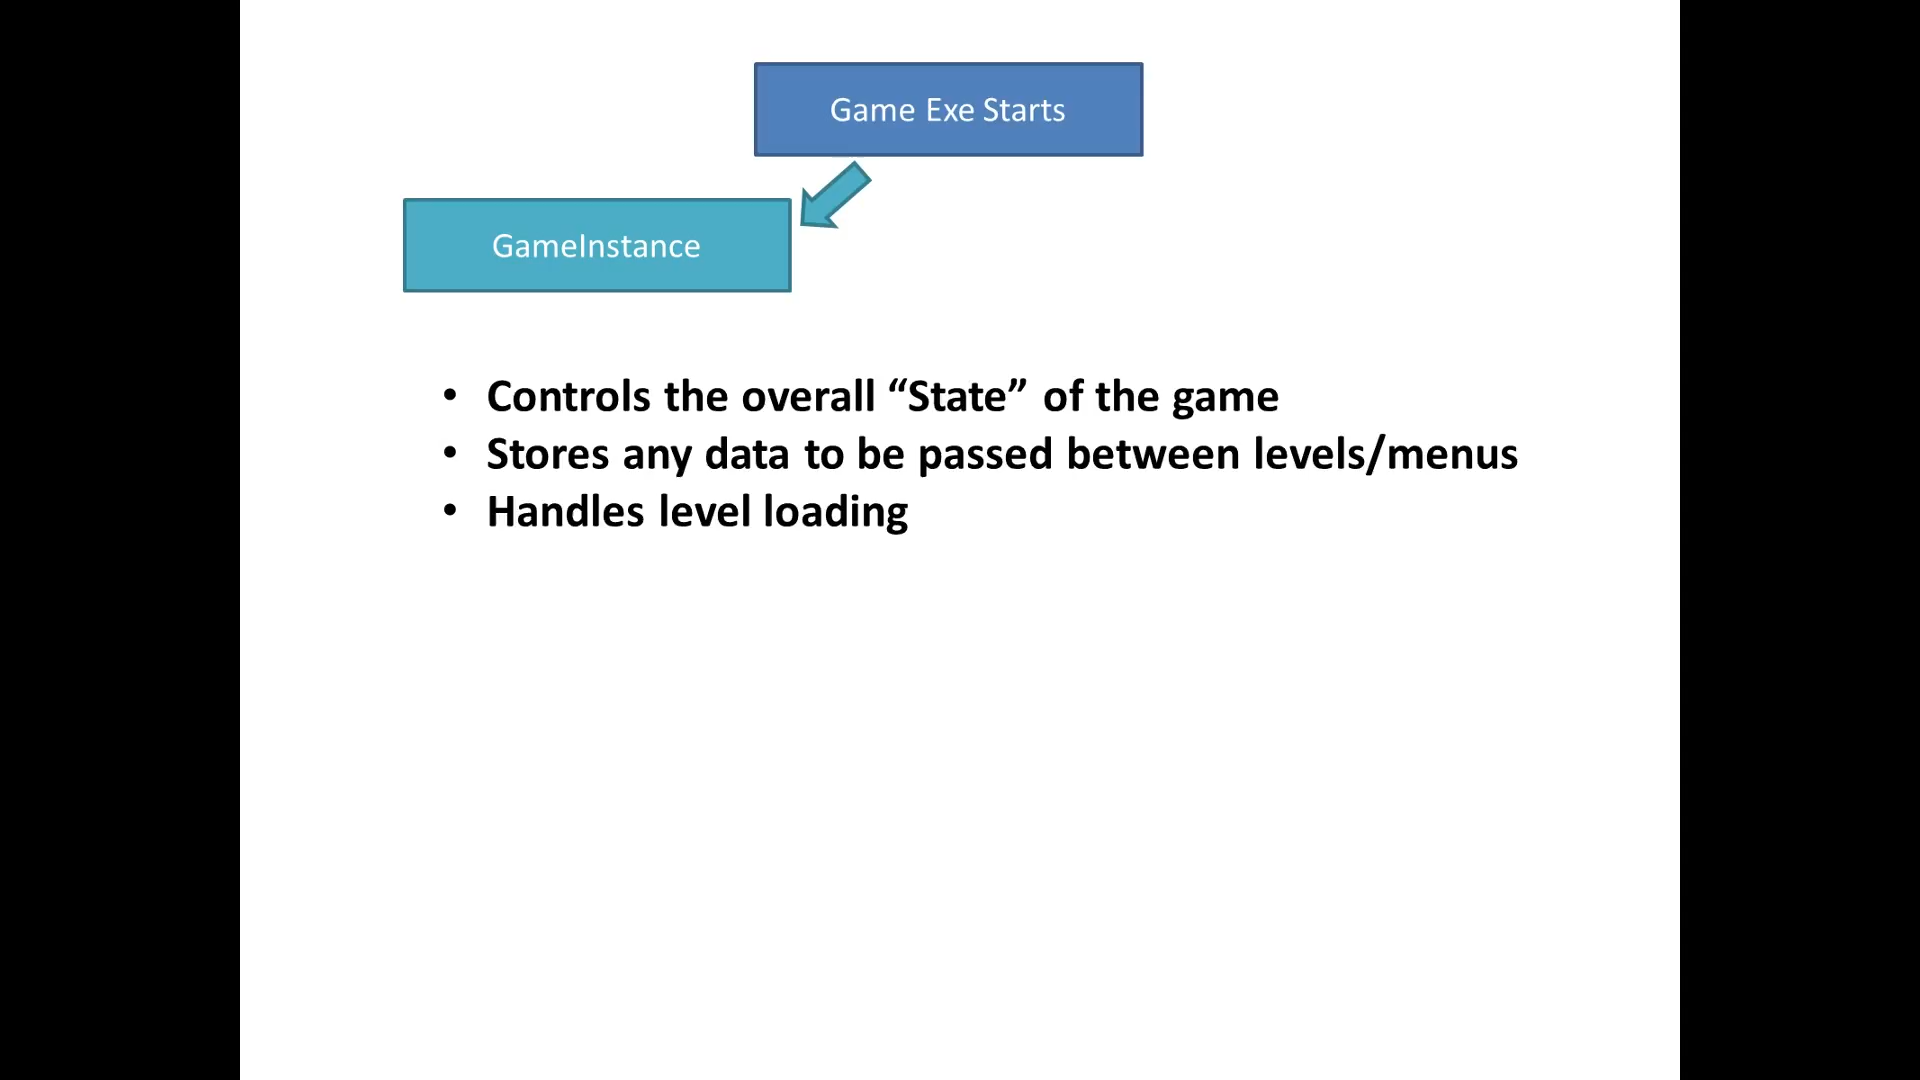 Game Exe Starts
GameInstance
• Controls the overall “State” of the game
• Stores any data to be passed between levels/menus
• Handles level loading